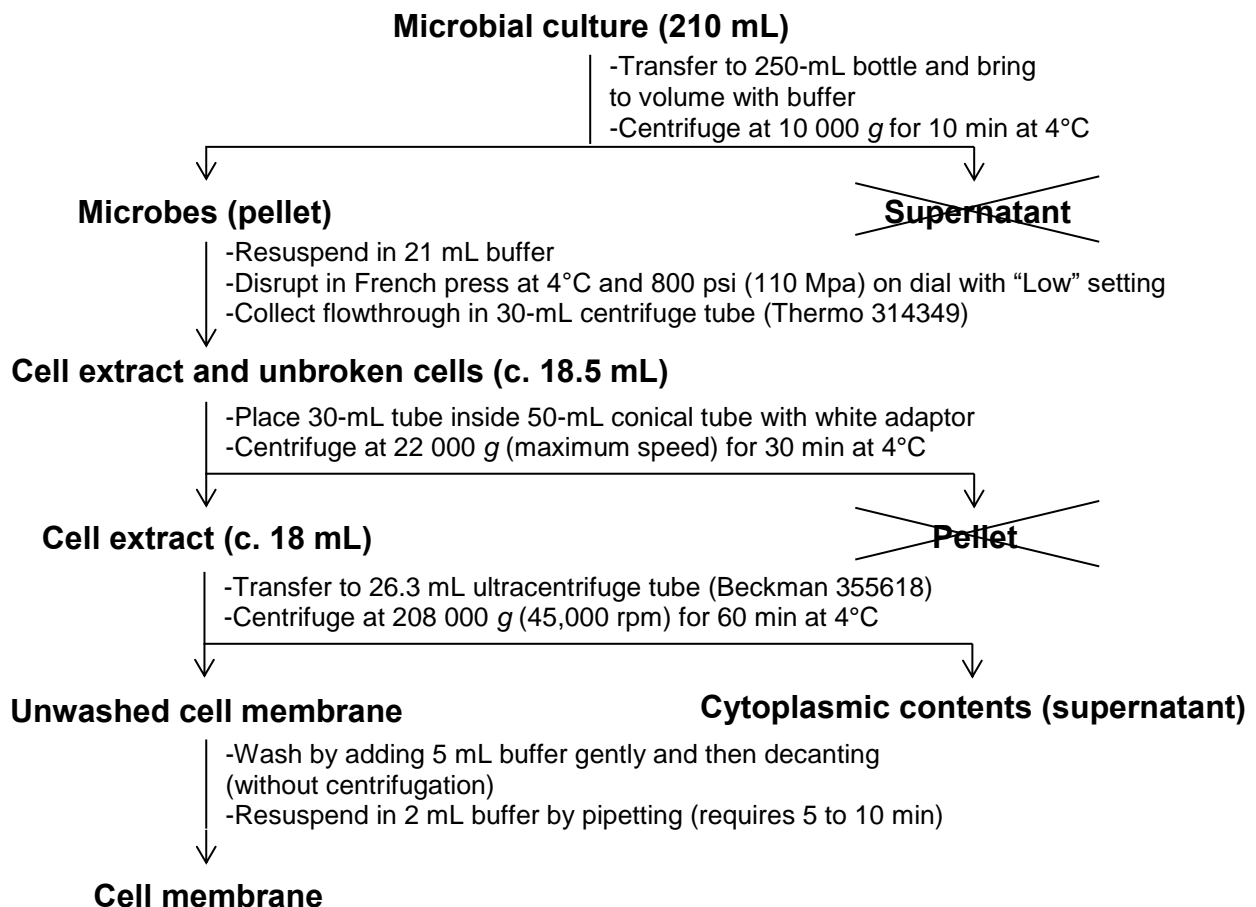 Microbial culture (210 mL)
-Transfer to 250-mL bottle and bring
to volume with buffer
-Centrifuge at 10 000 g for 10 min at 4°C
Microbes (pellet)
Supernatant
-Resuspend in 21 mL buffer
-Disrupt in French press at 4°C and 800 psi (110 Mpa) on dial with “Low” setting
-Collect flowthrough in 30-mL centrifuge tube (Thermo 314349)
Cell extract and unbroken cells (c. 18.5 mL)
-Place 30-mL tube inside 50-mL conical tube with white adaptor
-Centrifuge at 22 000 g (maximum speed) for 30 min at 4°C
Cell extract (c. 18 mL)
Pellet
-Transfer to 26.3 mL ultracentrifuge tube (Beckman 355618)
-Centrifuge at 208 000 g (45,000 rpm) for 60 min at 4°C
Unwashed cell membrane
Cytoplasmic contents (supernatant)
-Wash by adding 5 mL buffer gently and then decanting
(without centrifugation)
-Resuspend in 2 mL buffer by pipetting (requires 5 to 10 min)
Cell membrane